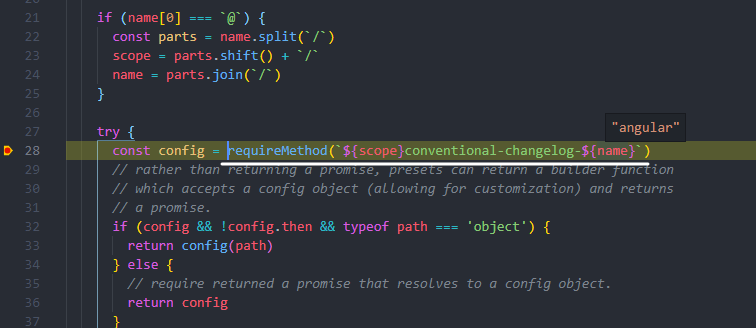 20
21 if (name[0] === `@`) {
22 const parts = name.split(`/`)
23 scope = parts.shift() + `/`
24 name = parts.join(`/`)
25 }
26
27 try {
"angular"
28 const config = requireMethod(`${scope}conventional-changelog-${name}`)
29 // rather than returning a promise, presets can return a builder function
30 // which accepts a config object (allowing for customization) and returns
31 // a promise.
32 if (config && !config.then && typeof path === 'object') {
33 return config(path)
34 } else {
35 // require returned a promise that resolves to a config object.
36 return config
37 }